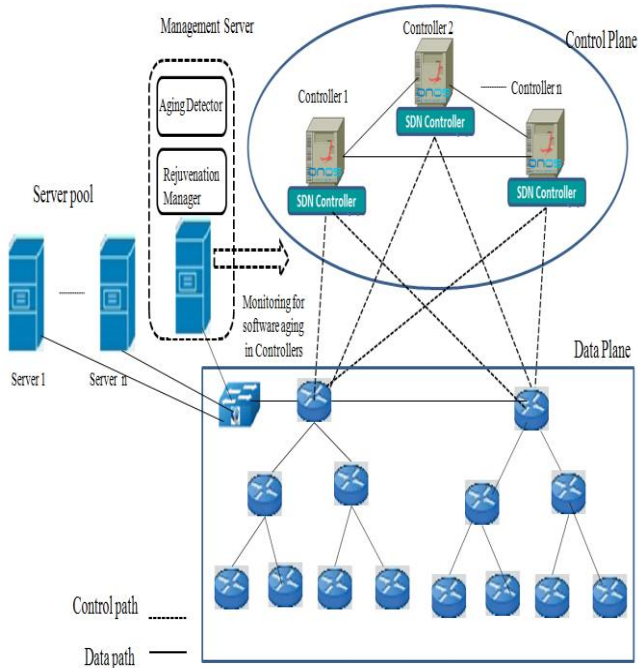 Management Server
Control Plane
Controller 2
Controller 1
Controller n
Aging Detector
Rejuvenation
Manager
SDN Controller
SDN Controller
SDN Controller
Server pool
Monitoring for
software aging
in Controllers
Server 1
Server n
Data Plane
Control path
Data path